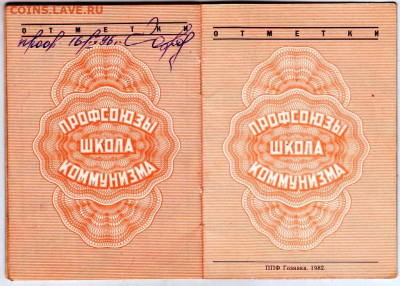 COINS.LAVE.RU
ОТМЕТКИ
ПРОФСОЮЗЫ
ШКОЛА
КОММУНИЗМА
ОТМЕТКИ
ПРОФСОЮЗЫ
ШКОЛА
КОММУНИЗМА
ППФ Гознака. 1982.